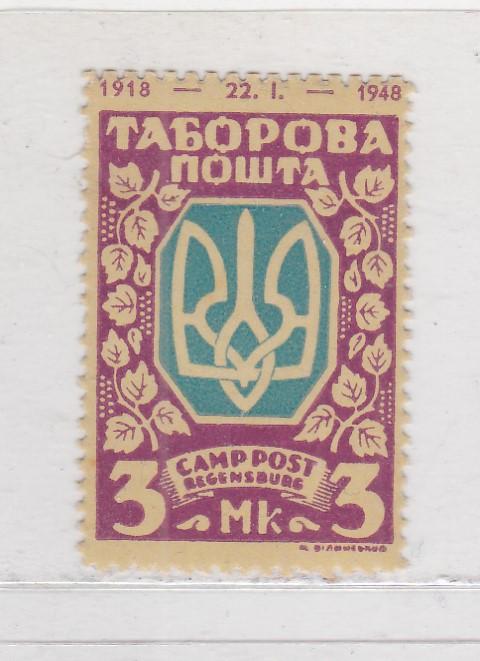 1918 — 22. I. — 1948
ТАБОРОВА
ПОШТА
CAMP POST
REGENSBURG
3 МК 3